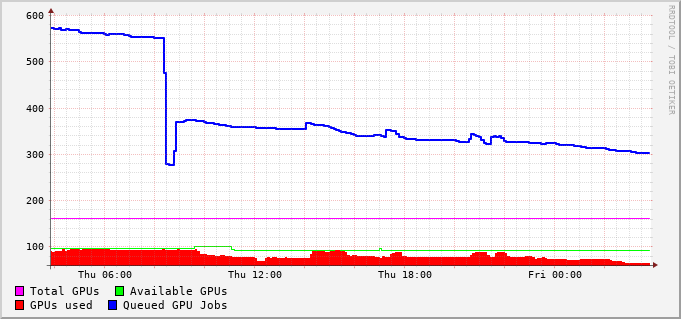 600
500
400
300
200
100
Thu 06:00 Thu 12:00 Thu 18:00 Fri 00:00
Total GPUs Available GPUs
GPUs used Queued GPU Jobs
RRDTOOL / TOBI OETIKER